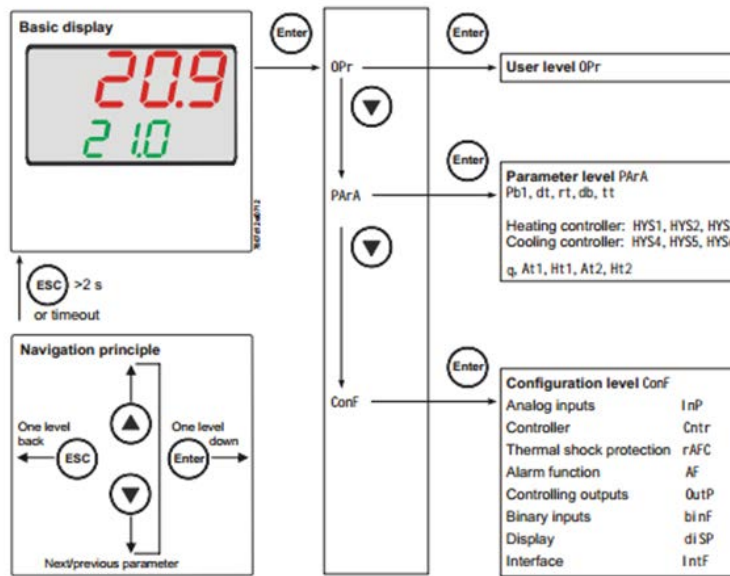 Basic display
20.9
21.0
ESC >2 s
or timeout
Navigation principle
One level
back
ESC
One level
down
Enter
Next/previous parameter
Enter
OPr
PArA
ConF
Enter
User level OPr
Enter
Parameter level PArA
Pb1, dt, rt, db, tt
Heating controller: HYS1, HYS2, HYS
Cooling controller: HYS4, HYS5, HYS
q, At1, Ht1, At2, Ht2
Enter
Configuration level ConF
Analog inputs InP
Controller Cntr
Thermal shock protection rAFC
Alarm function AF
Controlling outputs OutP
Binary inputs binF
Display diSP
Interface IntF